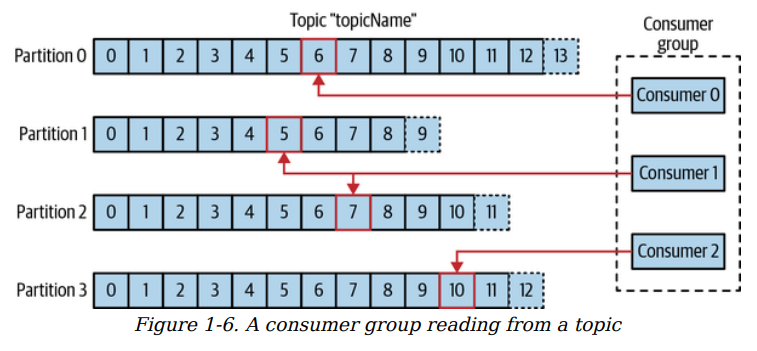 Topic "topicName"
Consumer
group
Partition 0 0 1 2 3 4 5 6 7 8 9 10 11 12 13
Consumer 0
Partition 1 0 1 2 3 4 5 6 7 8 9
Consumer 1
Partition 2 0 1 2 3 4 5 6 7 8 9 10 11
Consumer 2
Partition 3 0 1 2 3 4 5 6 7 8 9 10 11 12
Figure 1-6. A consumer group reading from a topic